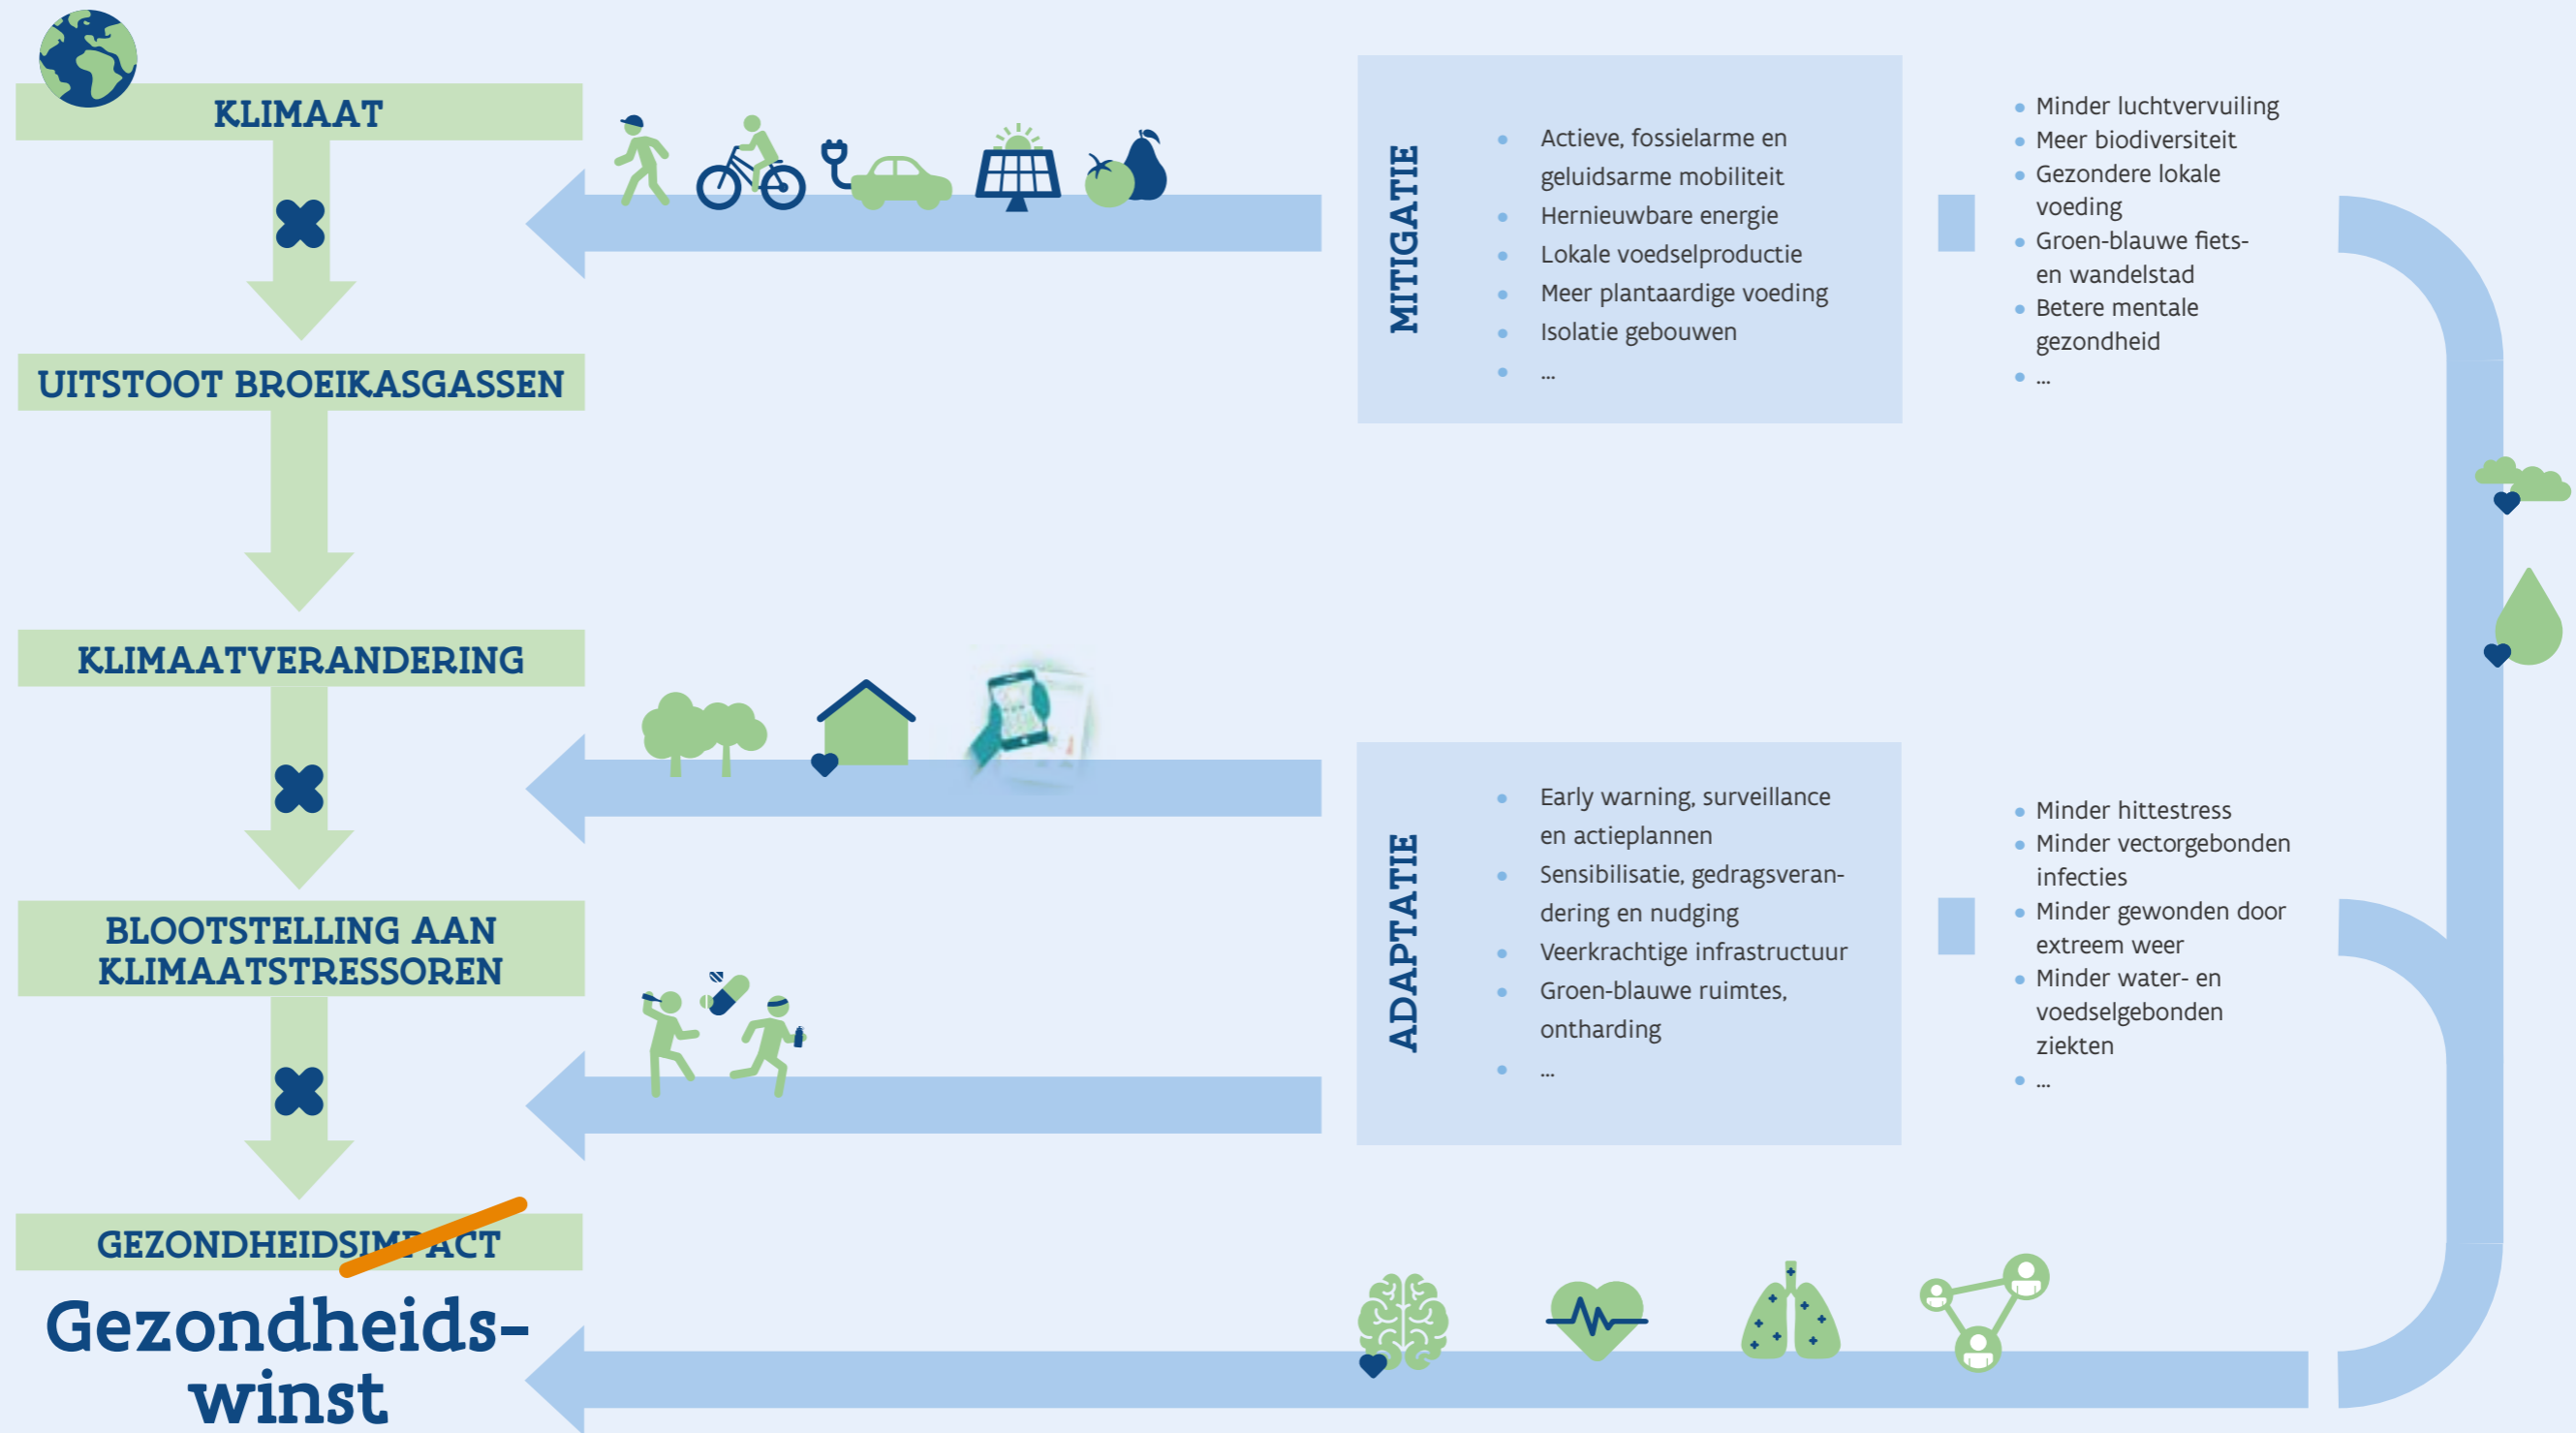 KLIMAAT
UITSTOOT BROEIKASGASSEN
KLIMAATVERANDERING
BLOOTSTELLING AAN
KLIMAATSTRESSOREN
GEZONDHEIDSIMPACT
Gezondheids-
winst
MITIGATIE
• Actieve, fossielarme en
geluidsarme mobiliteit
• Hernieuwbare energie
• Lokale voedselproductie
• Meer plantaardige voeding
• Isolatie gebouwen
• ...
• Minder luchtvervuiling
• Meer biodiversiteit
• Gezondere lokale
voeding
• Groen-blauwe fiets-
en wandelstad
• Betere mentale
gezondheid
• ...
ADAPTATIE
• Early warning, surveillance
en actieplannen
• Sensibilisatie, gedragsveran-
dering en nudging
• Veerkrachtige infrastructuur
• Groen-blauwe ruimtes,
ontharding
• ...
• Minder hittestress
• Minder vectorgebonden
infecties
• Minder gewonden door
extreem weer
• Minder water- en
voedselgebonden
ziekten
• ...